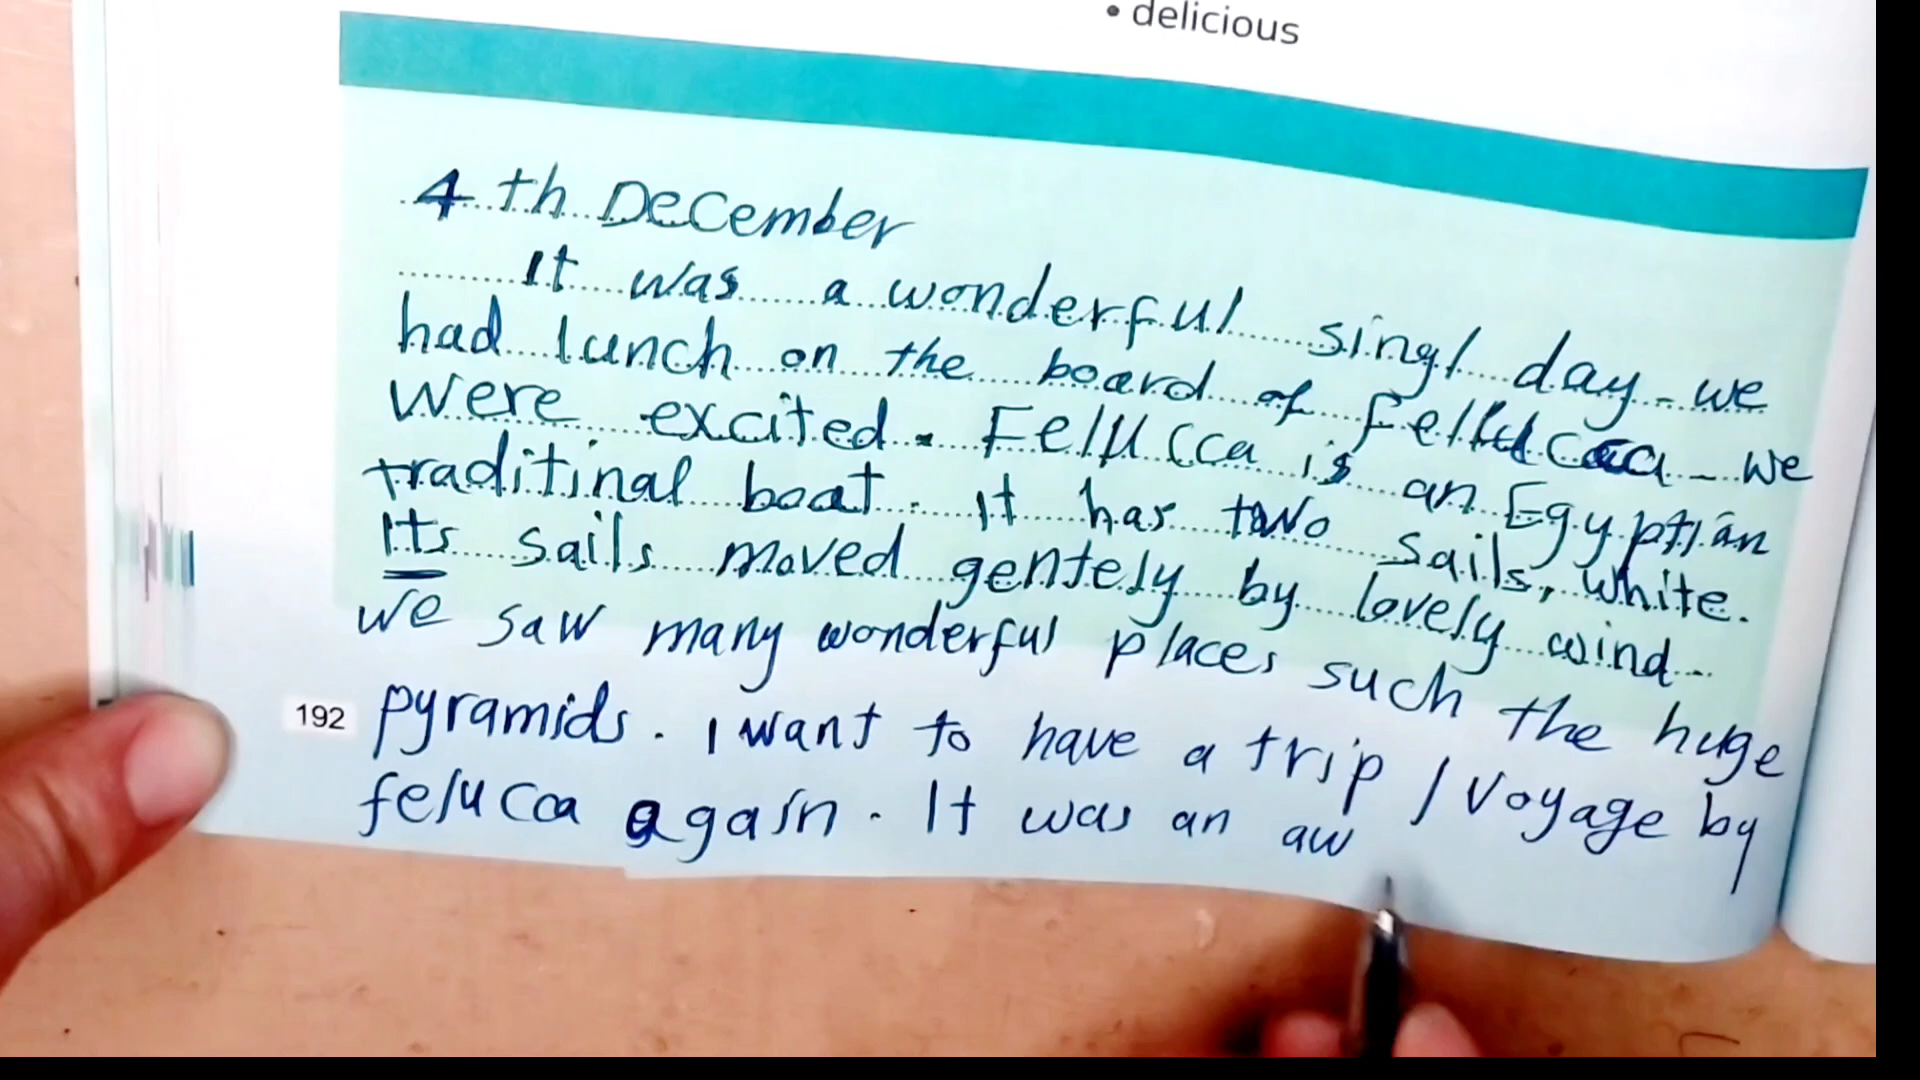 • delicious
4 th December
It was a wonderful singl day - we
had lunch on the board of Felucca - we
were excited. Felucca is an Egyptian
traditinal boat. It has two sails, white.
Its sails moved gentely by lovely wind
we saw many wonderful places such the huge
192
pyramids. I want to have a trip / voyage by
felucca again. It was an aw